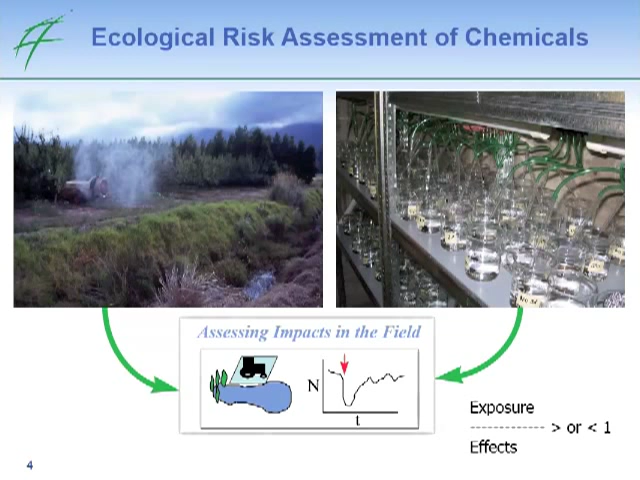 Ecological Risk Assessment of Chemicals
Assessing Impacts in the Field
N
t
Exposure
--------------- > or < 1
Effects
4